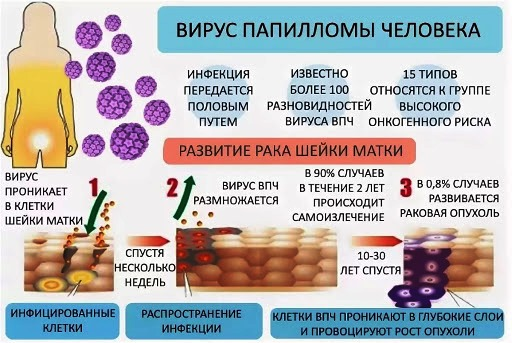 ВИРУС ПАПИЛЛОМЫ ЧЕЛОВЕКА
ИНФЕКЦИЯ
ПЕРЕДАЕТСЯ
ПОЛОВЫМ
ПУТЕМ
ИЗВЕСТНО
БОЛЕЕ 100
РАЗНОВИДНОСТЕЙ
ВИРУСА ВПЧ
15 ТИПОВ
ОТНОСЯТСЯ К ГРУППЕ
ВЫСОКОГО
ОНКОГЕННОГО РИСКА
РАЗВИТИЕ РАКА ШЕЙКИ МАТКИ
ВИРУС
ПРОНИКАЕТ
В КЛЕТКИ
ШЕЙКИ МАТКИ
1
2
ВИРУС ВПЧ
РАЗМНОЖАЕТСЯ
В 90% СЛУЧАЕВ
В ТЕЧЕНИЕ 2 ЛЕТ
ПРОИСХОДИТ
САМОИЗЛЕЧЕНИЕ
3
В 0,8% СЛУЧАЕВ
РАЗВИВАЕТСЯ
РАКОВАЯ ОПУХОЛЬ
СПУСТЯ
НЕСКОЛЬКО
НЕДЕЛЬ
10-30
ЛЕТ СПУСТЯ
ИНФИЦИРОВАННЫЕ
КЛЕТКИ
РАСПРОСТРАНЕНИЕ
ИНФЕКЦИИ
КЛЕТКИ ВПЧ ПРОНИКАЮТ В ГЛУБОКИЕ СЛОИ
И ПРОВОЦИРУЮТ РОСТ ОПУХОЛИ